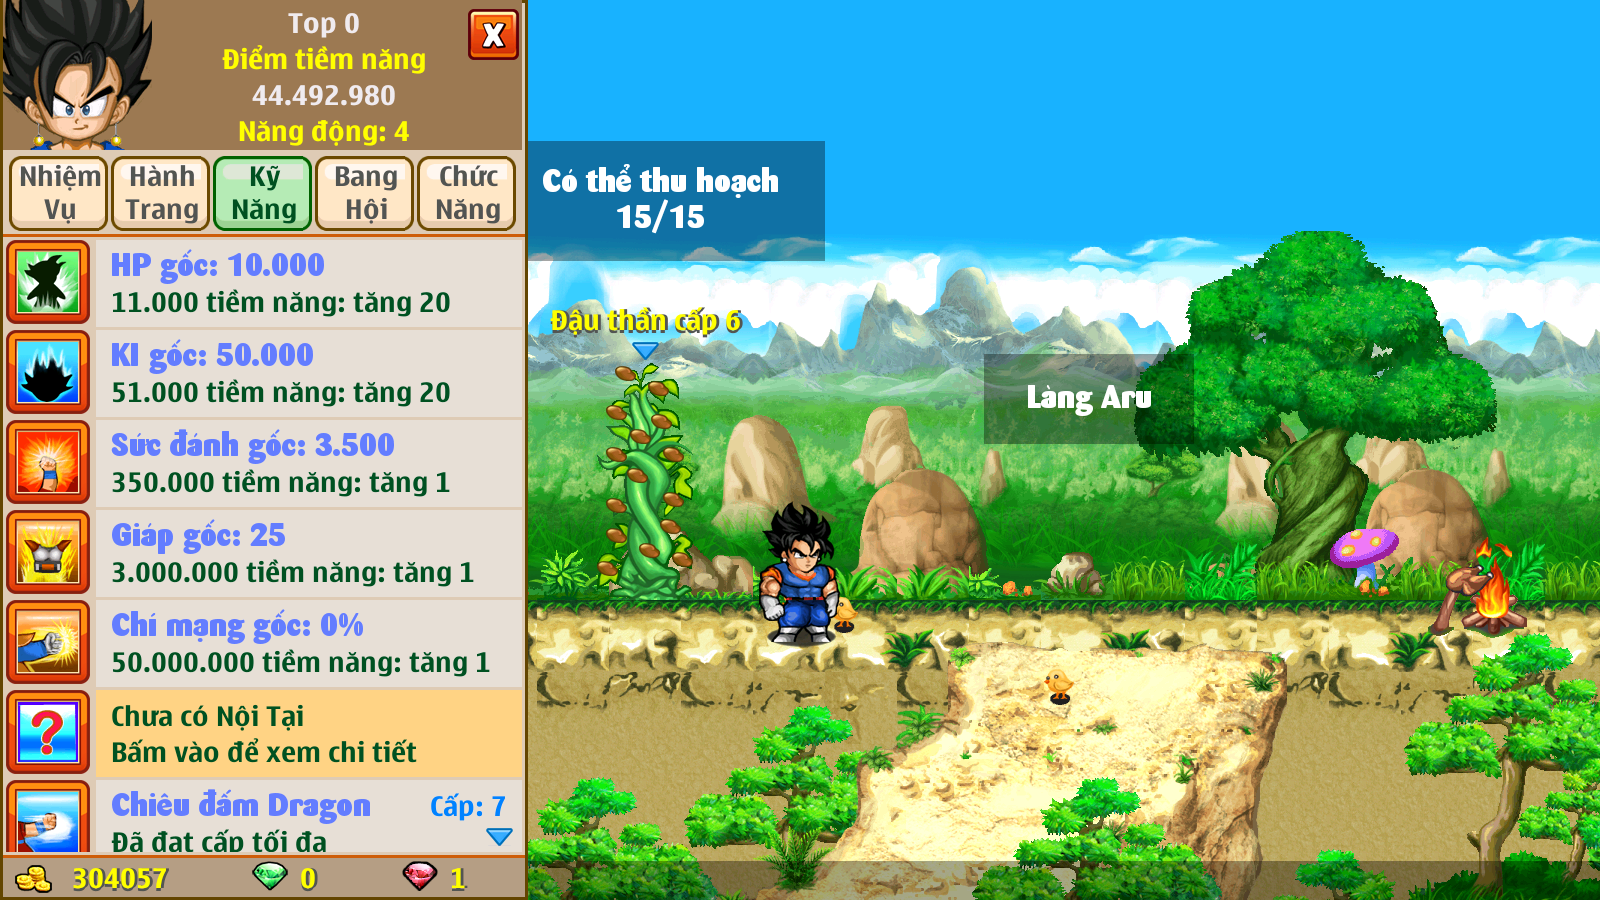 Top 0
Điểm tiềm năng
44.492.980
Năng động: 4
X
Nhiệm Vụ
Hành Trang
Kỹ Năng
Bang Hội
Chức Năng
HP gốc: 10.000
11.000 tiềm năng: tăng 20
KI gốc: 50.000
51.000 tiềm năng: tăng 20
Sức đánh gốc: 3.500
350.000 tiềm năng: tăng 1
Giáp gốc: 25
3.000.000 tiềm năng: tăng 1
Chí mạng gốc: 0%
50.000.000 tiềm năng: tăng 1
?
Chưa có Nội Tại
Bấm vào để xem chi tiết
Chiêu đấm Dragon
Cấp: 7
Đã đạt cấp tối đa
304057
0
1
Có thể thu hoạch
15/15
Đậu thần cấp 6
Làng Aru